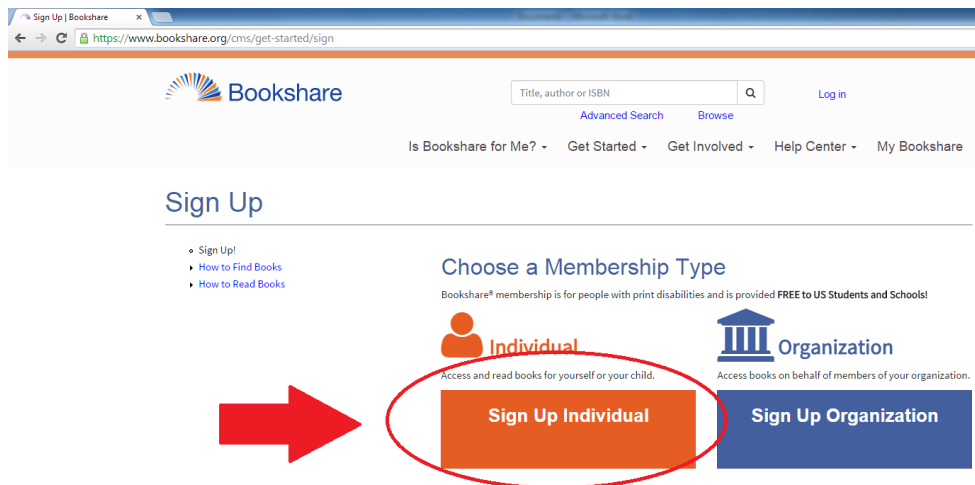 Sign Up | Bookshare
https://www.bookshare.org/cms/get-started/sign
Bookshare
Title, author or ISBN
Log in
Advanced Search Browse
Is Bookshare for Me? Get Started Get Involved Help Center My Bookshare
Sign Up
Sign Up!
How to Find Books
How to Read Books
Choose a Membership Type
Bookshare® membership is for people with print disabilities and is provided FREE to US Students and Schools!
Individual
Organization
Access and read books for yourself or your child.
Access books on behalf of members of your organization.
Sign Up Individual
Sign Up Organization